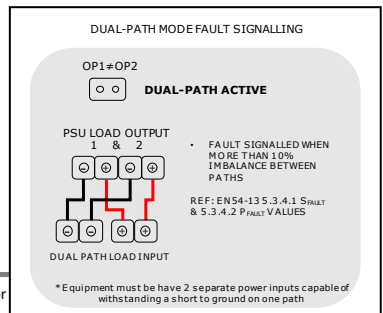 DUAL-PATH MODE FAULT SIGNALLING
OP1≠OP2
DUAL-PATH ACTIVE
PSU LOAD OUTPUT
1 & 2
• FAULT SIGNALLED WHEN
MORE THAN 10%
IMBALANCE BETWEEN
PATHS
REF: EN54-13 5.3.4.1 SFAULT
& 5.3.4.2 PFAULT VALUES
DUAL PATH LOAD INPUT
*Equipment must be have 2 separate power inputs capable of
withstanding a short to ground on one path
or